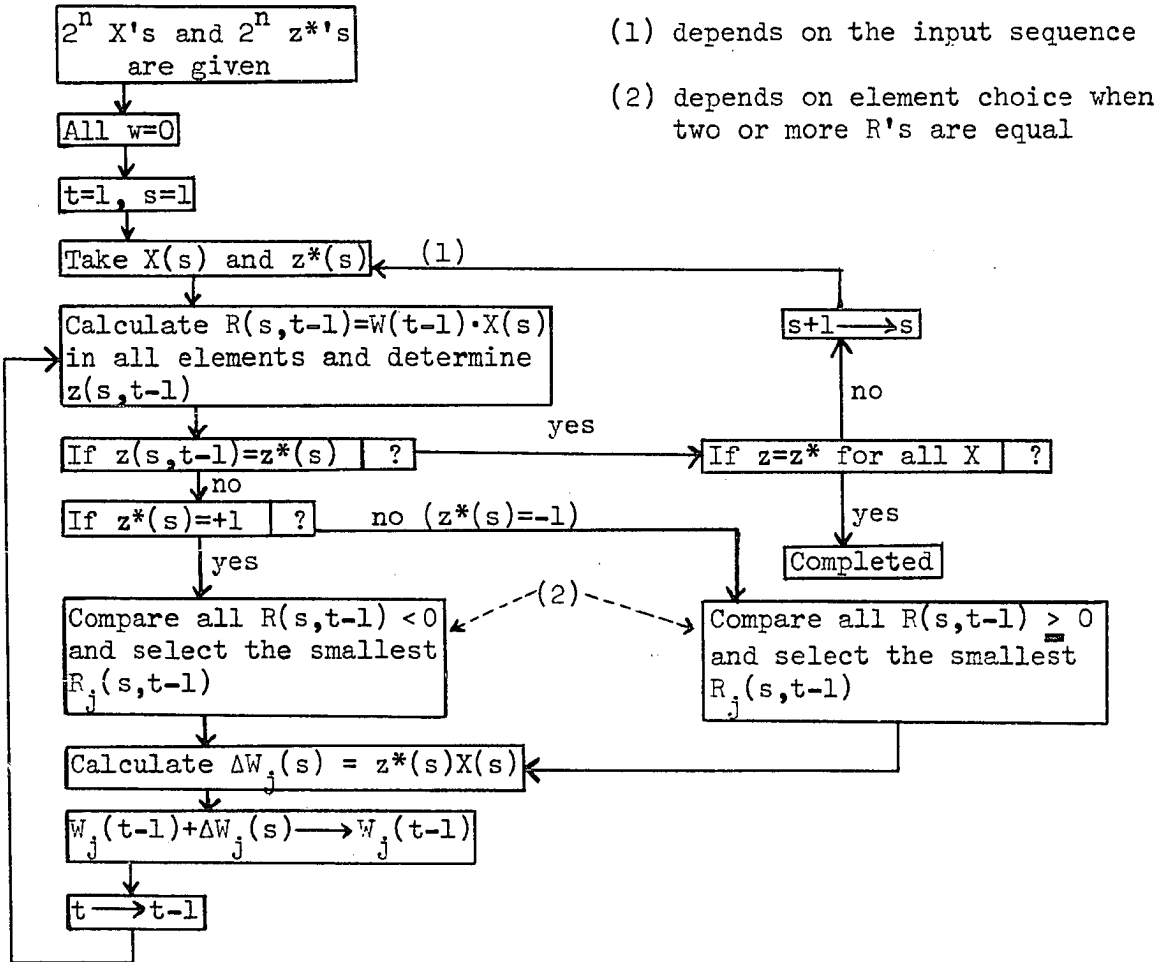 2^n X's and 2^n z*'s
are given
(1) depends on the input sequence
(2) depends on element choice when
two or more R's are equal
All w=0
t=1, s=1
Take X(s) and z*(s)
(1)
Calculate R(s,t-1)=W(t-1)·X(s)
in all elements and determine
z(s,t-1)
s+1⟶s
no
yes
If z(s,t-1)=z*(s) ?
If z=z* for all X ?
no
If z*(s)=+1 ?
no (z*(s)=-1)
yes
Completed
yes
(2)
Compare all R(s,t-1) <0
and select the smallest
R_j(s,t-1)
Compare all R(s,t-1) ≥ 0
and select the smallest
R_j(s,t-1)
Calculate ΔW_j(s) = z*(s)X(s)
W_j(t-1)+ΔW_j(s)⟶W_j(t-1)
t⟶t-1